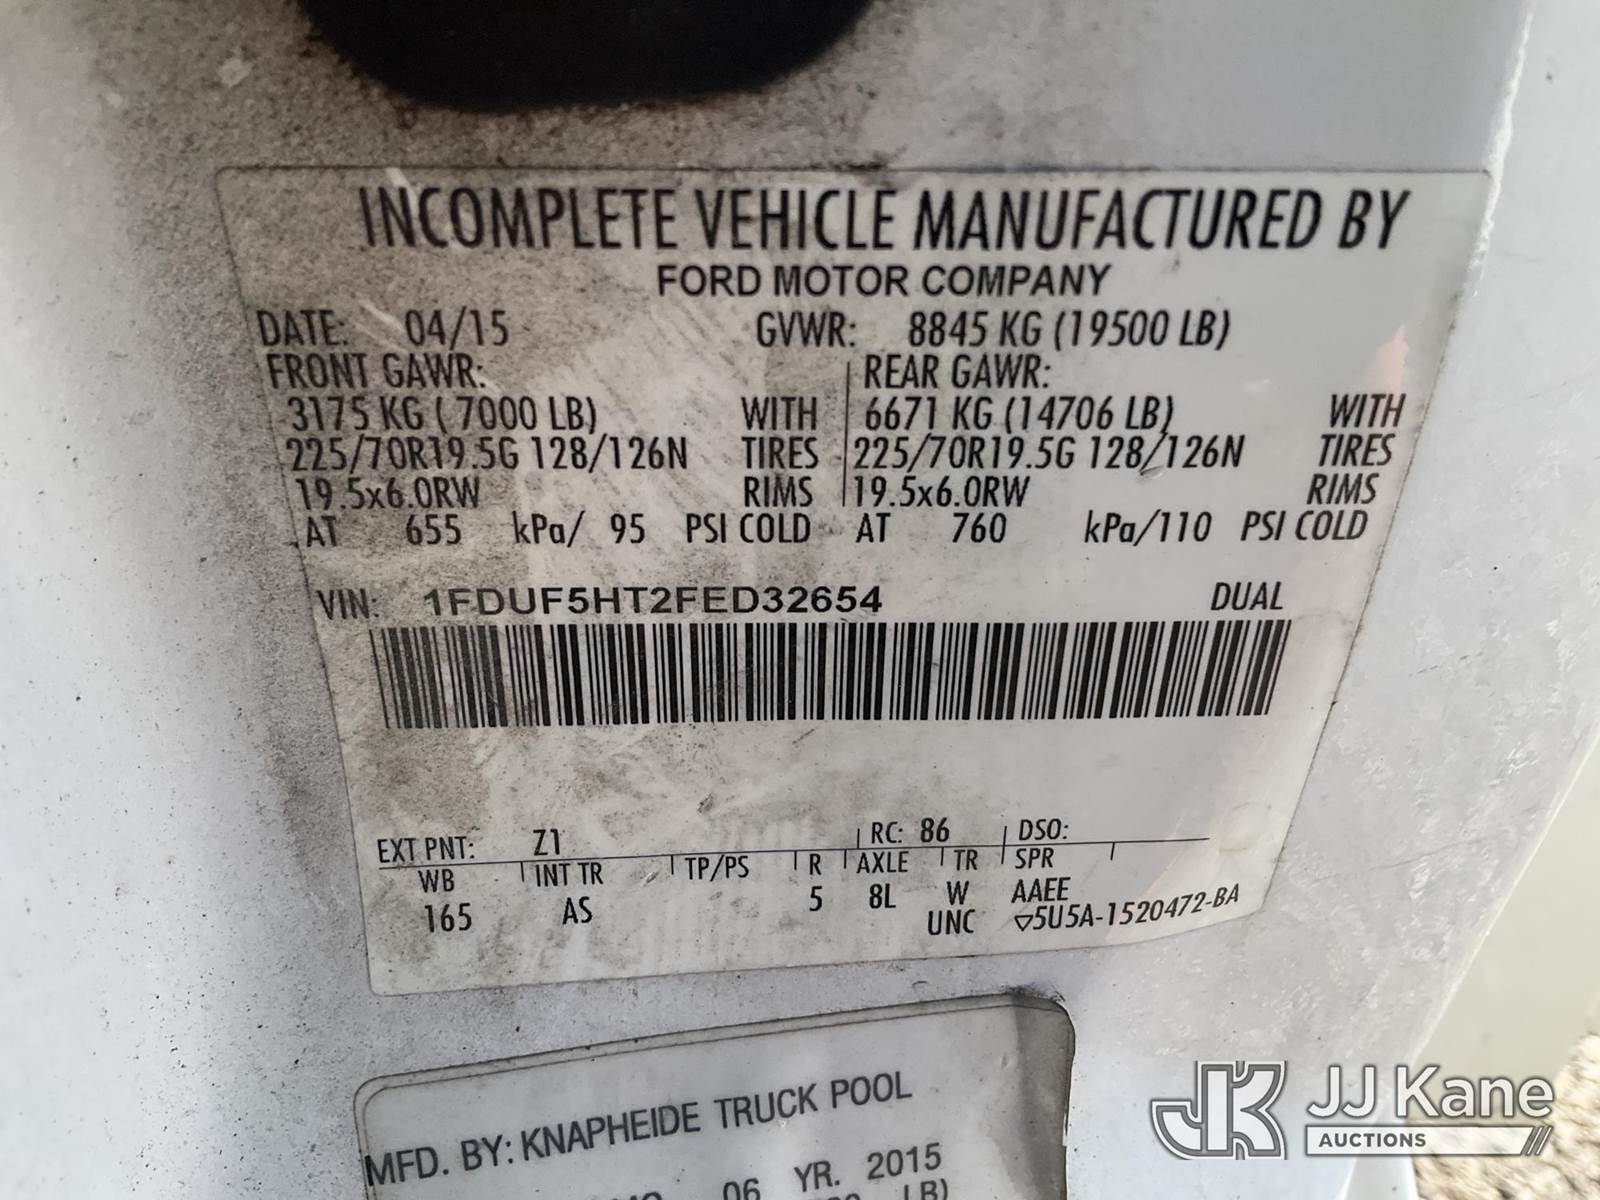 INCOMPLETE VEHICLE MANUFACTURED BY
FORD MOTOR COMPANY
DATE: 04/15 GVWR: 8845 KG (19500 LB)
FRONT GAWR: REAR GAWR:
3175 KG ( 7000 LB) WITH 6671 KG (14706 LB) WITH
225/70R19.5G 128/126N TIRES 225/70R19.5G 128/126N TIRES
19.5x6.0RW RIMS 19.5x6.0RW RIMS
AT 655 kPa/ 95 PSI COLD AT 760 kPa/110 PSI COLD
VIN: 1FDUF5HT2FED32654 DUAL
EXT PNT: Z1 RC: 86 DSO:
WB INT TR TP/PS R AXLE TR SPR
165 AS 5 8L W AAEE
UNC ▽5U5A-1520472-BA
MFD. BY: KNAPHEIDE TRUCK POOL
06 YR. 2015
LB)
JK JJ Kane
AUCTIONS